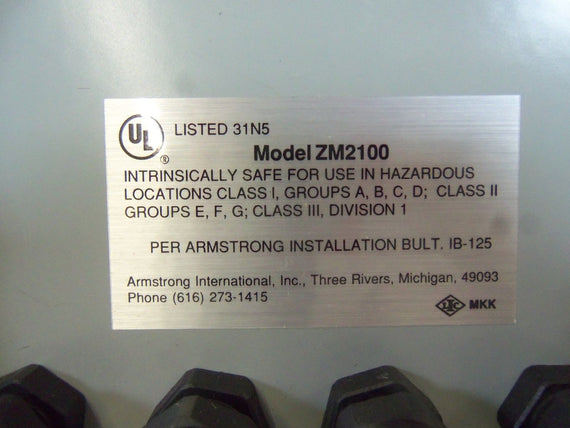 UL LISTED 31N5
®
Model ZM2100
INTRINSICALLY SAFE FOR USE IN HAZARDOUS
LOCATIONS CLASS I, GROUPS A, B, C, D; CLASS II
GROUPS E, F, G; CLASS III, DIVISION 1
PER ARMSTRONG INSTALLATION BULT. IB-125
Armstrong International, Inc., Three Rivers, Michigan, 49093
Phone (616) 273-1415
MKK